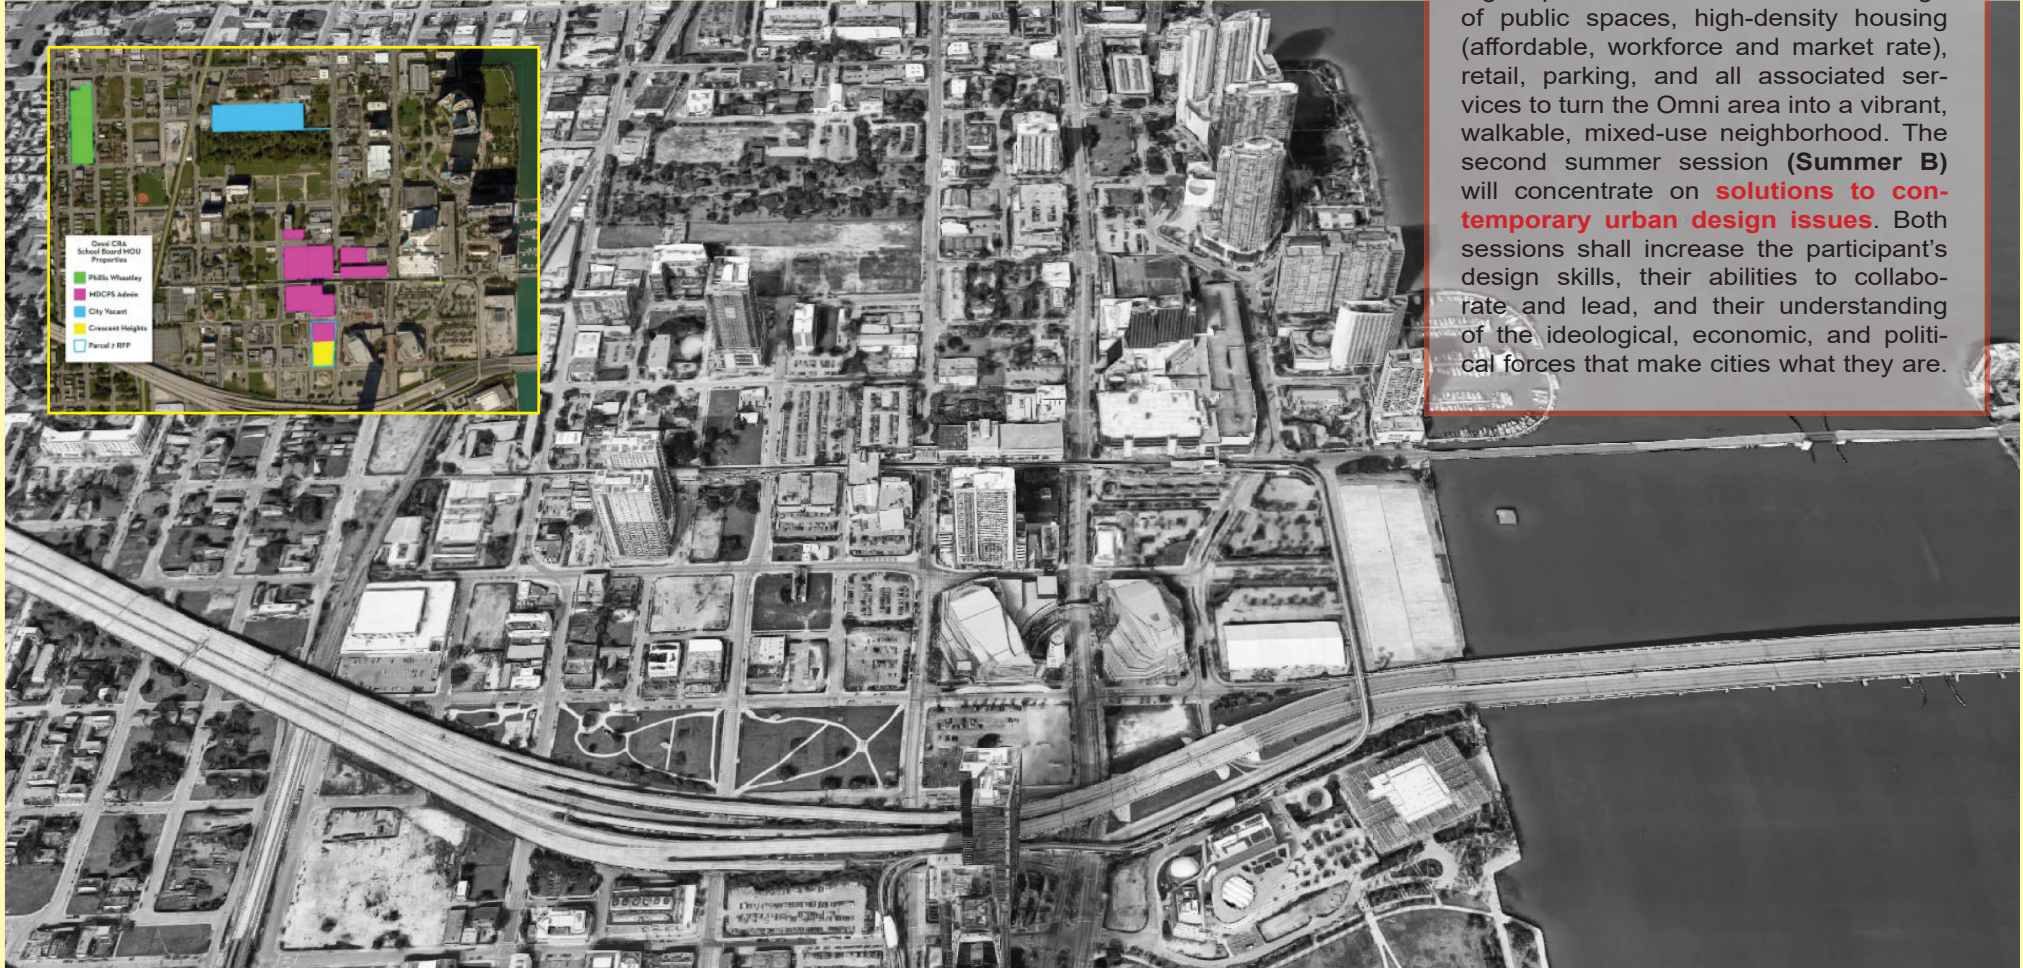 of public spaces, high-density housing
(affordable, workforce and market rate),
retail, parking, and all associated ser-
vices to turn the Omni area into a vibrant,
walkable, mixed-use neighborhood. The
second summer session (Summer B)
will concentrate on solutions to con-
temporary urban design issues. Both
sessions shall increase the participant's
design skills, their abilities to collabo-
rate and lead, and their understanding
of the ideological, economic, and politi-
cal forces that make cities what they are.
Omni CRA
School Board MOU
Properties
Phillis Wheatley
MDCPS Admin
City Vacant
Crescent Heights
Parcel 7 RFP